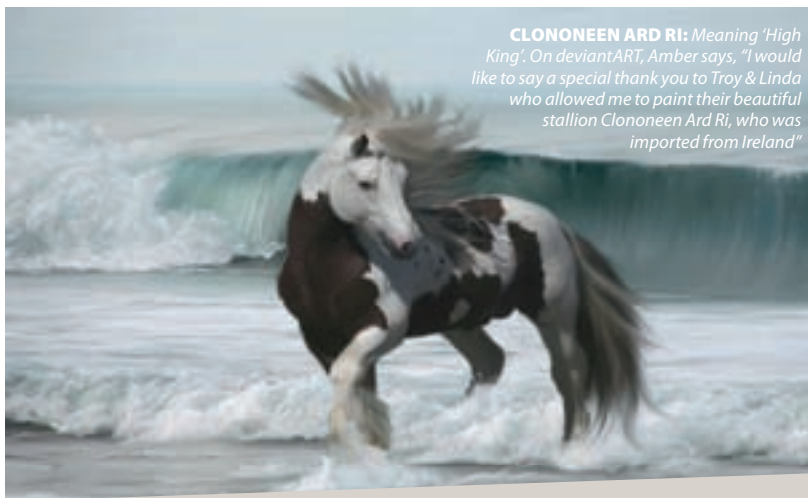 CLONONEEN ARD RI: Meaning ‘High
King’. On deviantART, Amber says, “I would
like to say a special thank you to Troy & Linda
who allowed me to paint their beautiful
stallion Clononeen Ard Ri, who was
imported from Ireland”